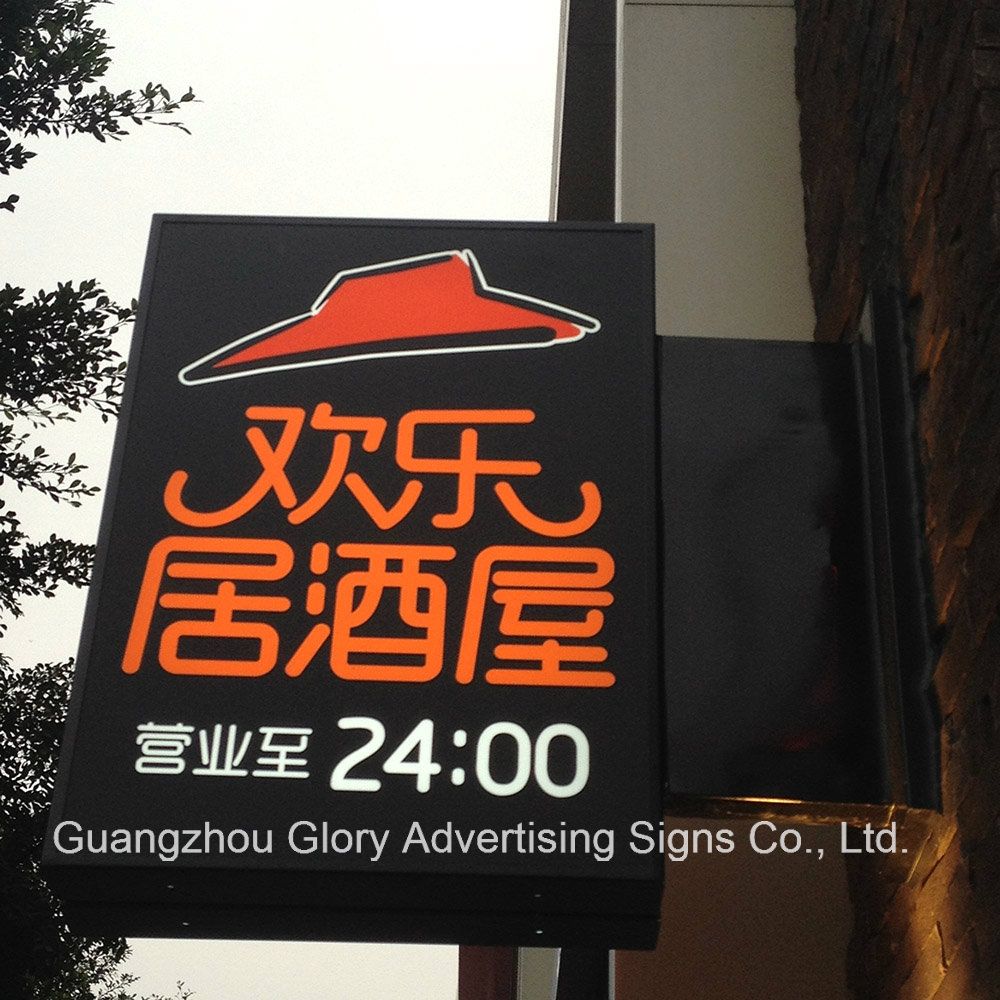 欢乐
居酒屋
营业至 24:00
Guangzhou Glory Advertising Signs Co., Ltd.